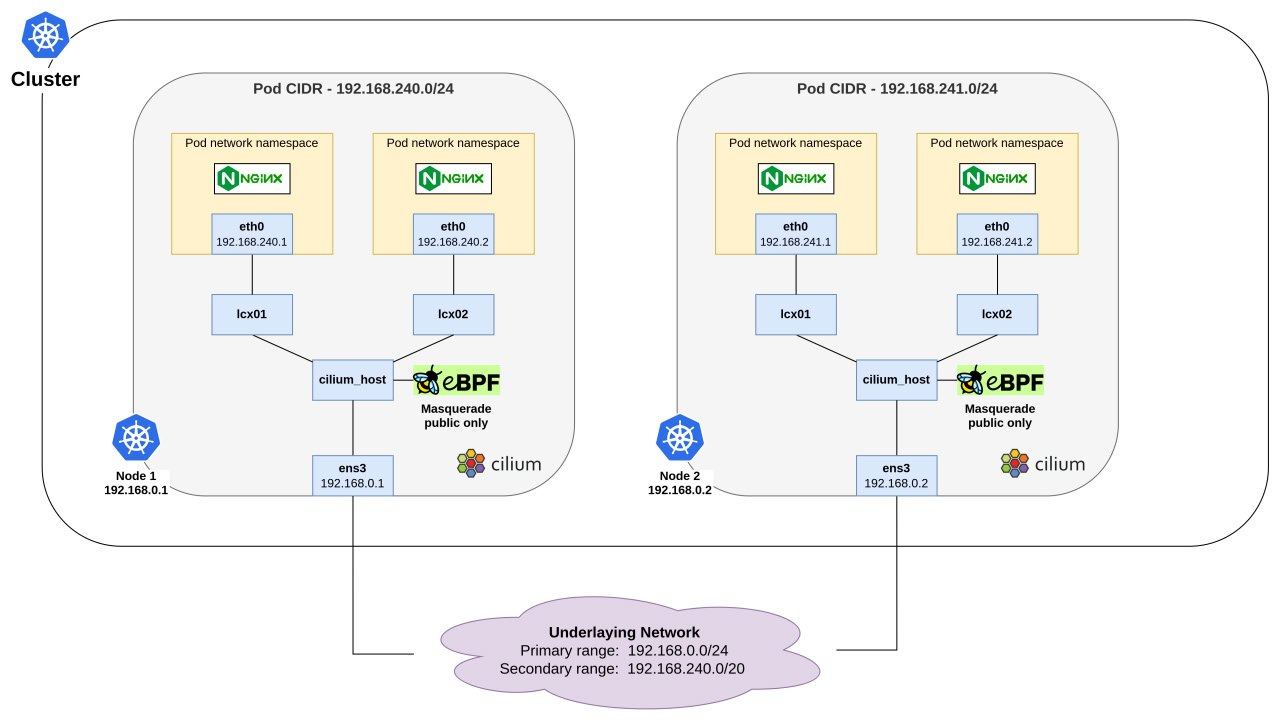 Cluster
Pod CIDR - 192.168.240.0/24
Pod network namespace
NGINX
eth0
192.168.240.1
Pod network namespace
NGINX
eth0
192.168.240.2
lcx01
lcx02
cilium_host
eBPF
Masquerade
public only
Node 1
192.168.0.1
ens3
192.168.0.1
cilium
Pod CIDR - 192.168.241.0/24
Pod network namespace
NGINX
eth0
192.168.241.1
Pod network namespace
NGINX
eth0
192.168.241.2
lcx01
lcx02
cilium_host
eBPF
Masquerade
public only
Node 2
192.168.0.2
ens3
192.168.0.2
cilium
Underlaying Network
Primary range: 192.168.0.0/24
Secondary range: 192.168.240.0/20